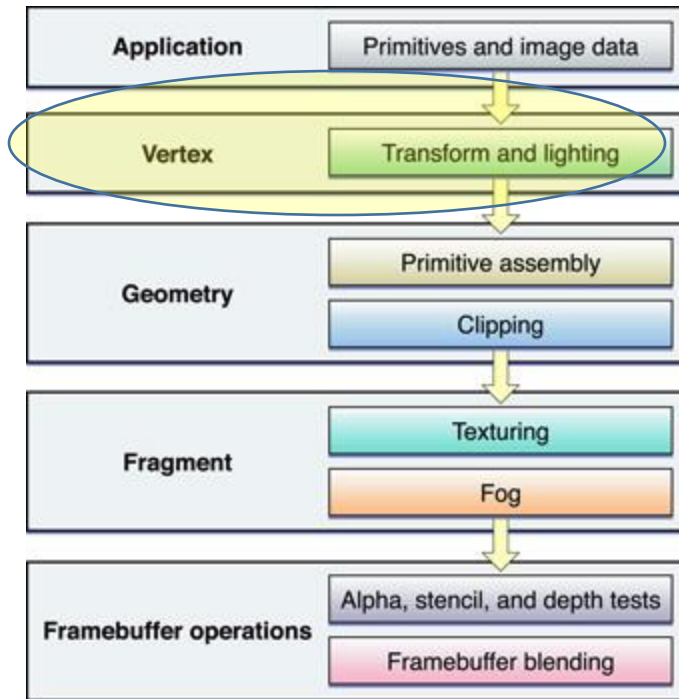 Application
Primitives and image data
Vertex
Transform and lighting
Geometry
Primitive assembly
Clipping
Fragment
Texturing
Fog
Framebuffer operations
Alpha, stencil, and depth tests
Framebuffer blending